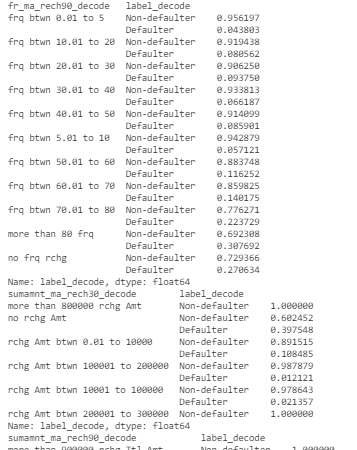 fr_ma_rech90_decode label_decode
frq btwn 0.01 to 5 Non-defaulter 0.956197
Defaulter 0.043803
frq btwn 10.01 to 20 Non-defaulter 0.919438
Defaulter 0.080562
frq btwn 20.01 to 30 Non-defaulter 0.906250
Defaulter 0.093750
frq btwn 30.01 to 40 Non-defaulter 0.933813
Defaulter 0.066187
frq btwn 40.01 to 50 Non-defaulter 0.914099
Defaulter 0.085901
frq btwn 5.01 to 10 Non-defaulter 0.942879
Defaulter 0.057121
frq btwn 50.01 to 60 Non-defaulter 0.883748
Defaulter 0.116252
frq btwn 60.01 to 70 Non-defaulter 0.859825
Defaulter 0.140175
frq btwn 70.01 to 80 Non-defaulter 0.776271
Defaulter 0.223729
more than 80 frq Non-defaulter 0.692308
Defaulter 0.307692
no frq rchg Non-defaulter 0.729366
Defaulter 0.270634
Name: label_decode, dtype: float64
sumamnt_ma_rech30_decode label_decode
more than 800000 rchg Amt Non-defaulter 1.000000
no rchg Amt Non-defaulter 0.602452
Defaulter 0.397548
rchg Amt btwn 0.01 to 10000 Non-defaulter 0.891515
Defaulter 0.108485
rchg Amt btwn 100001 to 200000 Non-defaulter 0.987879
Defaulter 0.012121
rchg Amt btwn 10001 to 100000 Non-defaulter 0.978643
Defaulter 0.021357
rchg Amt btwn 200001 to 300000 Non-defaulter 1.000000
Name: label_decode, dtype: float64
sumamnt_ma_rech90_decode label_decode
more than 900000 rchg Ttl Amt Non-defaulter 1.000000